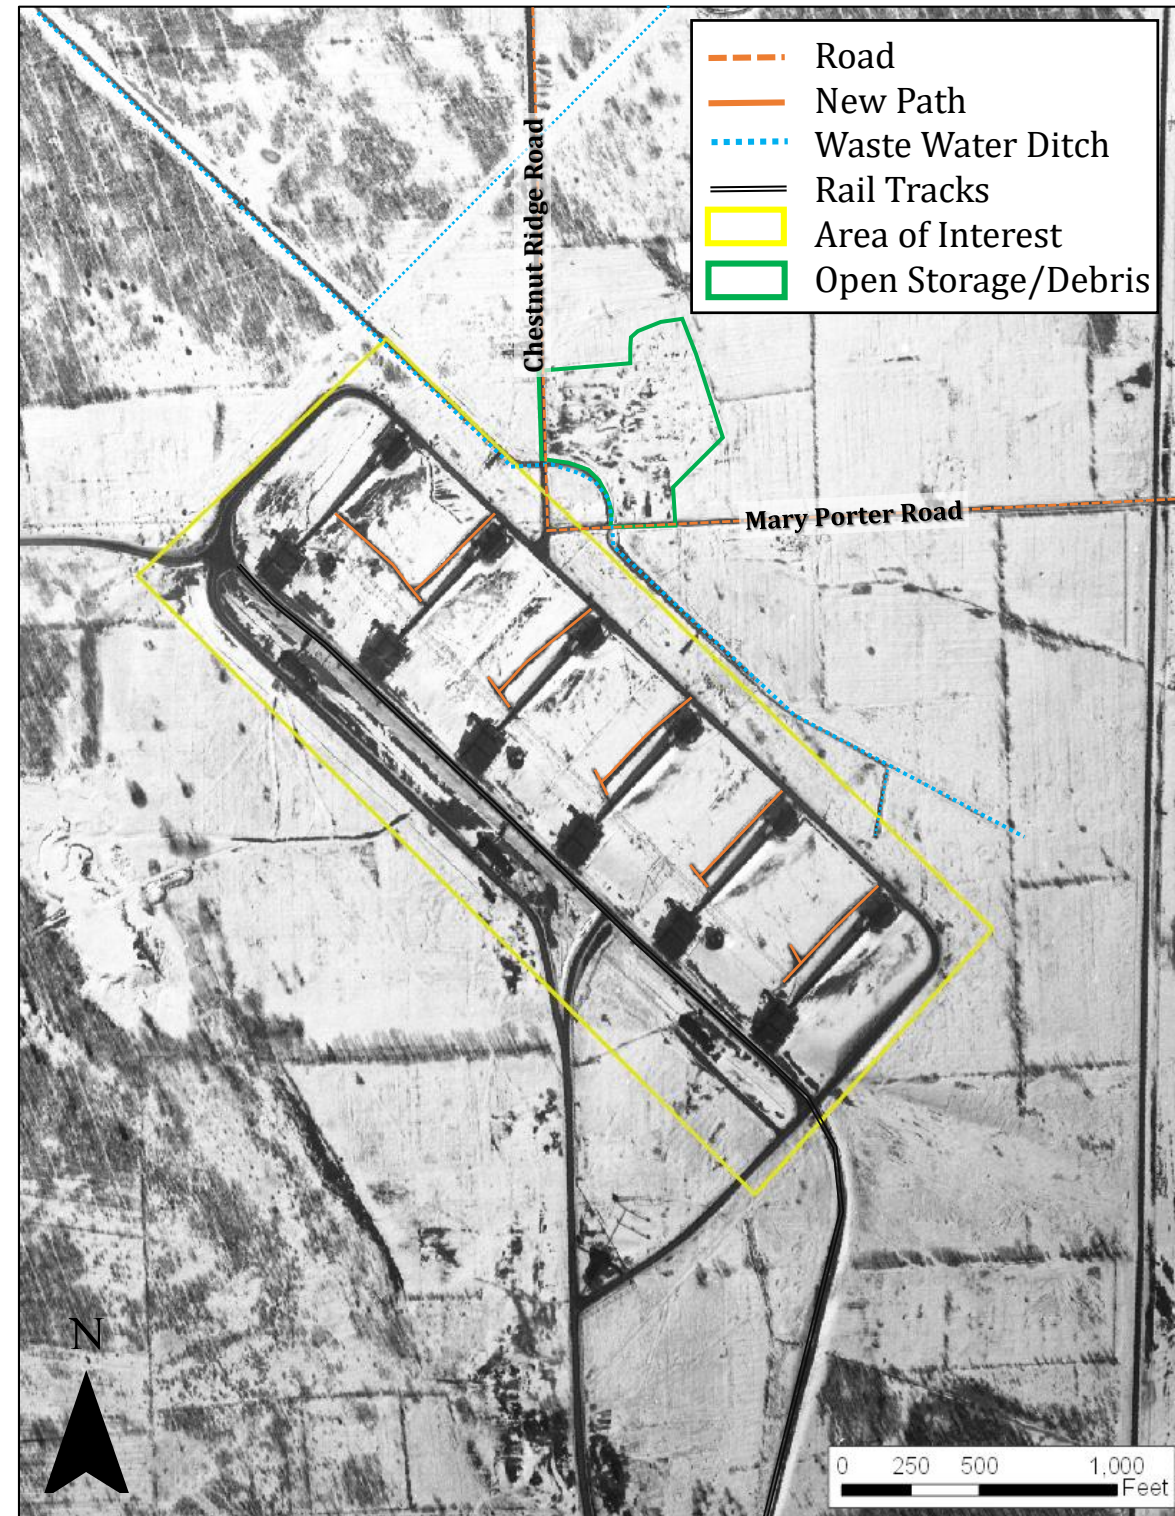 Road
New Path
Waste Water Ditch
Rail Tracks
Area of Interest
Open Storage/Debris
Chestnut Ridge Road
Mary Porter Road
N
0 250 500 1,000
Feet